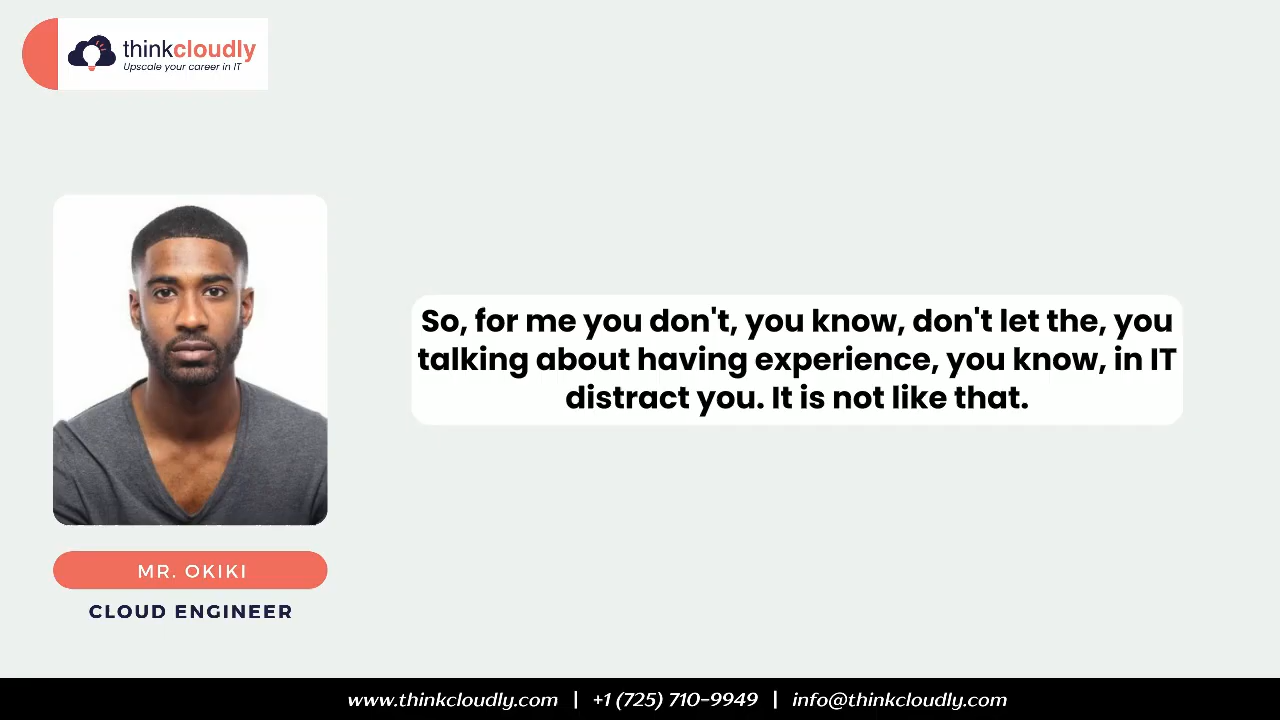 thinkcloudly
Upscale your career in IT
So, for me you don't, you know, don't let the, you
talking about having experience, you know, in IT
distract you. It is not like that.
MR. OKIKI
CLOUD ENGINEER
www.thinkcloudly.com | +1 (725) 710-9949 | info@thinkcloudly.com